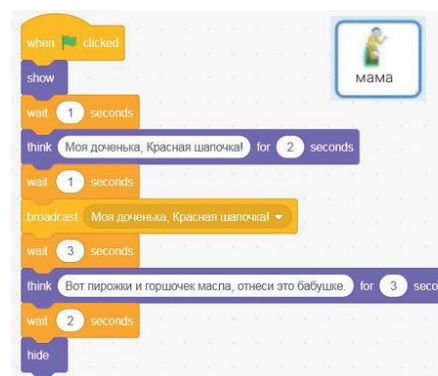 when clicked
show
мама
wait 1 seconds
think Моя доченька, Красная шапочка! for 2 seconds
wait 1 seconds
broadcast Моя доченька, Красная шапочка!
wait 3 seconds
think Вот пирожки и горшочек масла, отнеси это бабушке. for 3 seco
wait 2 seconds
hide